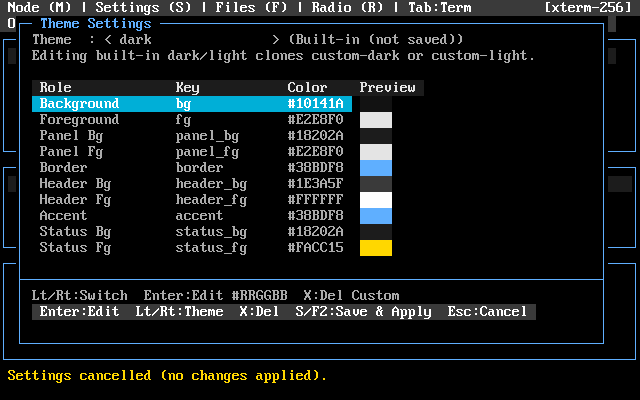 Node (M) | Settings (S) | Files (F) | Radio (R) | Tab:Term [xterm-256]
O
Theme Settings
Theme : < dark > (Built-in (not saved))
Editing built-in dark/light clones custom-dark or custom-light.
Role Key Color Preview
Background bg #10141A
Foreground fg #E2E8F0
Panel Bg panel_bg #18202A
Panel Fg panel_fg #E2E8F0
Border border #38BDF8
Header Bg header_bg #1E3A5F
Header Fg header_fg #FFFFFF
Accent accent #38BDF8
Status Bg status_bg #18202A
Status Fg status_fg #FACC15
Lt/Rt:Switch Enter:Edit #RRGGBB X:Del Custom
Enter:Edit Lt/Rt:Theme X:Del S/F2:Save & Apply Esc:Cancel
Settings cancelled (no changes applied).